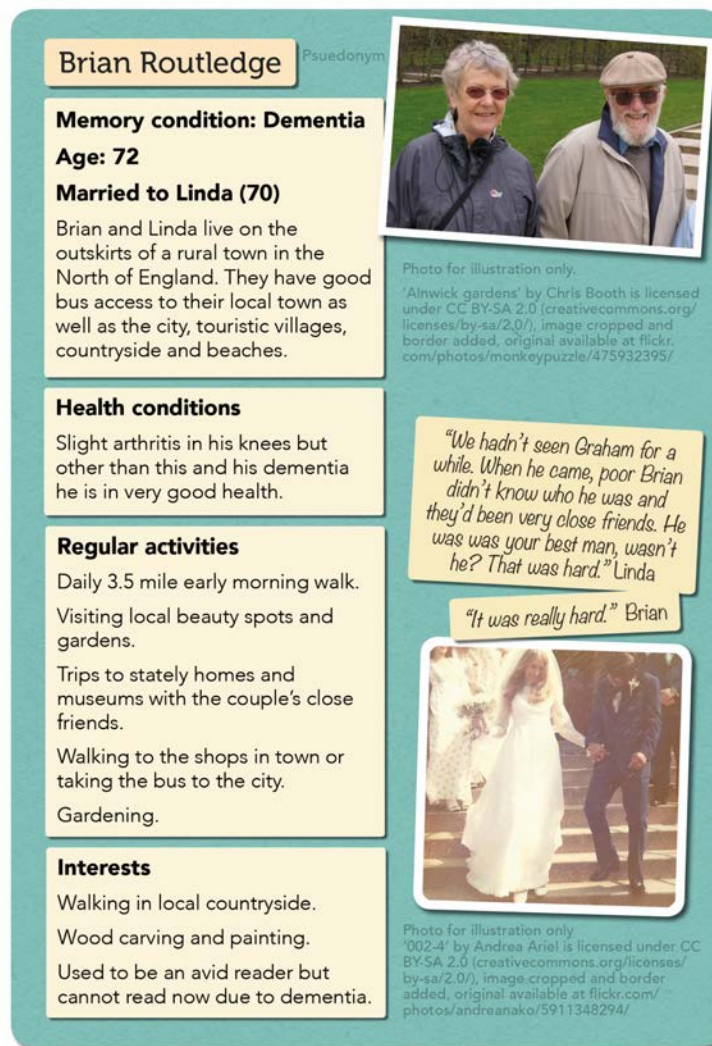 Brian Routledge
Psuedonym
Memory condition: Dementia
Age: 72
Married to Linda (70)
Brian and Linda live on the
outskirts of a rural town in the
North of England. They have good
bus access to their local town as
well as the city, touristic villages,
countryside and beaches.
Photo for illustration only.
'Alnwick gardens' by Chris Booth is licensed
under CC BY-SA 2.0 (creativecommons.org/
licenses/by-sa/2.0/), image cropped and
border added, original available at flickr.
com/photos/monkeypuzzle/475932395/
Health conditions
Slight arthritis in his knees but
other than this and his dementia
he is in very good health.
"We hadn't seen Graham for a
while. When he came, poor Brian
didn't know who he was and
they'd been very close friends. He
was was your best man, wasn't
he? That was hard." Linda
"It was really hard." Brian
Regular activities
Daily 3.5 mile early morning walk.
Visiting local beauty spots and
gardens.
Trips to stately homes and
museums with the couple's close
friends.
Walking to the shops in town or
taking the bus to the city.
Gardening.
Interests
Walking in local countryside.
Wood carving and painting.
Used to be an avid reader but
cannot read now due to dementia.
Photo for illustration only
'002-4' by Andrea Ariel is licensed under CC
BY-SA 2.0 (creativecommons.org/licenses/
by-sa/2.0/), image cropped and border
added, original available at flickr.com/
photos/andreanako/5911348294/